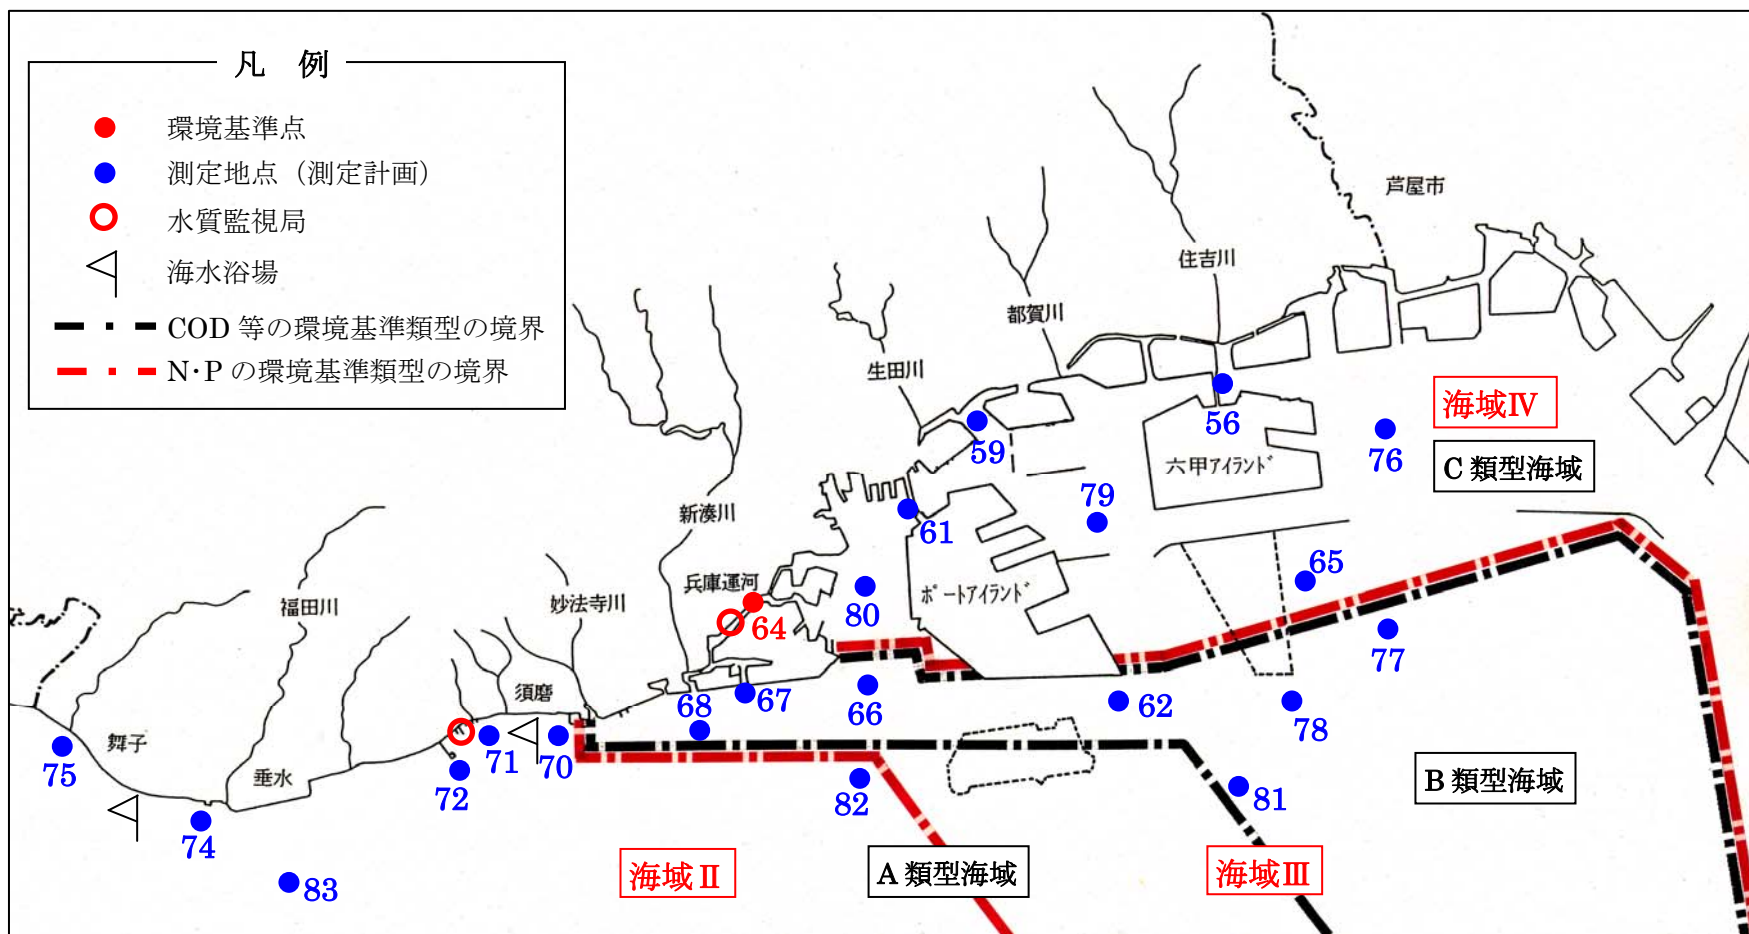 凡 例
環境基準点
測定地点（測定計画）
水質監視局
海水浴場
COD 等の環境基準類型の境界
N･P の環境基準類型の境界
芦屋市
住吉川
都賀川
生田川
56
海域Ⅳ
59
76
C 類型海域
六甲アイランド
79
新湊川
61
65
兵庫運河
ポートアイランド
妙法寺川
福田川
80
64
77
須磨
68
67
66
62
78
舞子
75
71
70
垂水
72
82
81
B 類型海域
74
海域Ⅱ
A 類型海域
海域Ⅲ
83